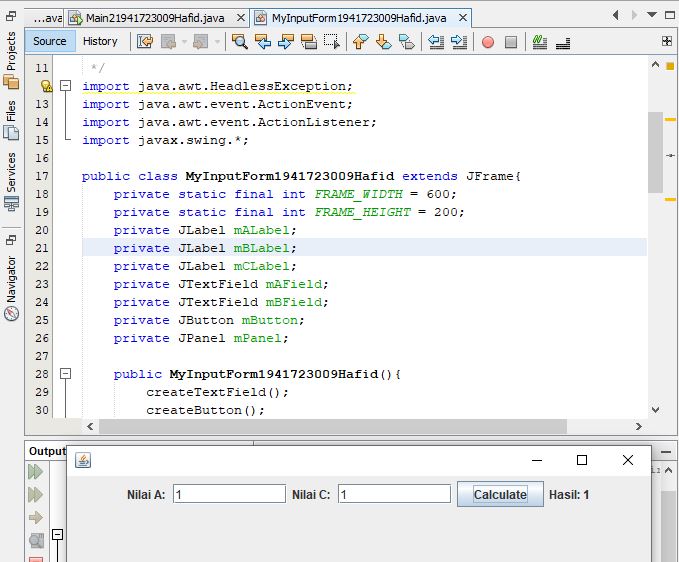 ...ava
Main21941723009Hafid.java
MyInputForm1941723009Hafid.java
Projects
Files
Services
Navigator
Source
History
11 */
import java.awt.HeadlessException;
13 import java.awt.event.ActionEvent;
14 import java.awt.event.ActionListener;
15 import javax.swing.*;
16
17 public class MyInputForm1941723009Hafid extends JFrame{
18 private static final int FRAME_WIDTH = 600;
19 private static final int FRAME_HEIGHT = 200;
20 private JLabel mALabel;
21 private JLabel mBLabel;
22 private JLabel mCLabel;
23 private JTextField mAField;
24 private JTextField mBField;
25 private JButton mButton;
26 private JPanel mPanel;
27
28 public MyInputForm1941723009Hafid(){
29 createTextField();
30 createButton();
Output
Nilai A: 1 Nilai C: 1 Calculate Hasil: 1